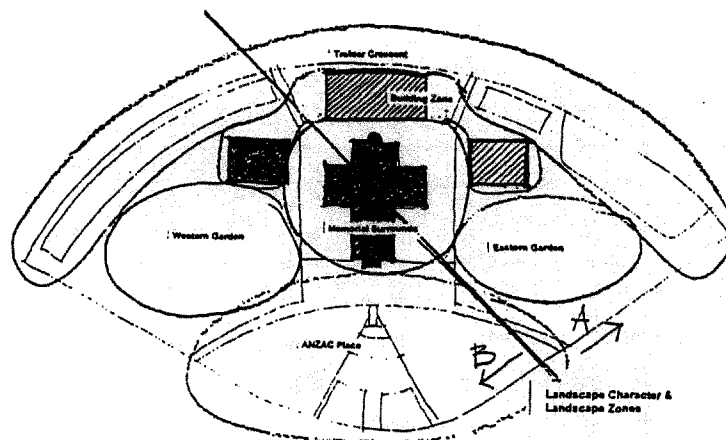 Treloar Crescent
Building Zone
Memorial Surrounds
Western Garden
Eastern Garden
ANZAC Place
A
B
Landscape Character &
Landscape Zones